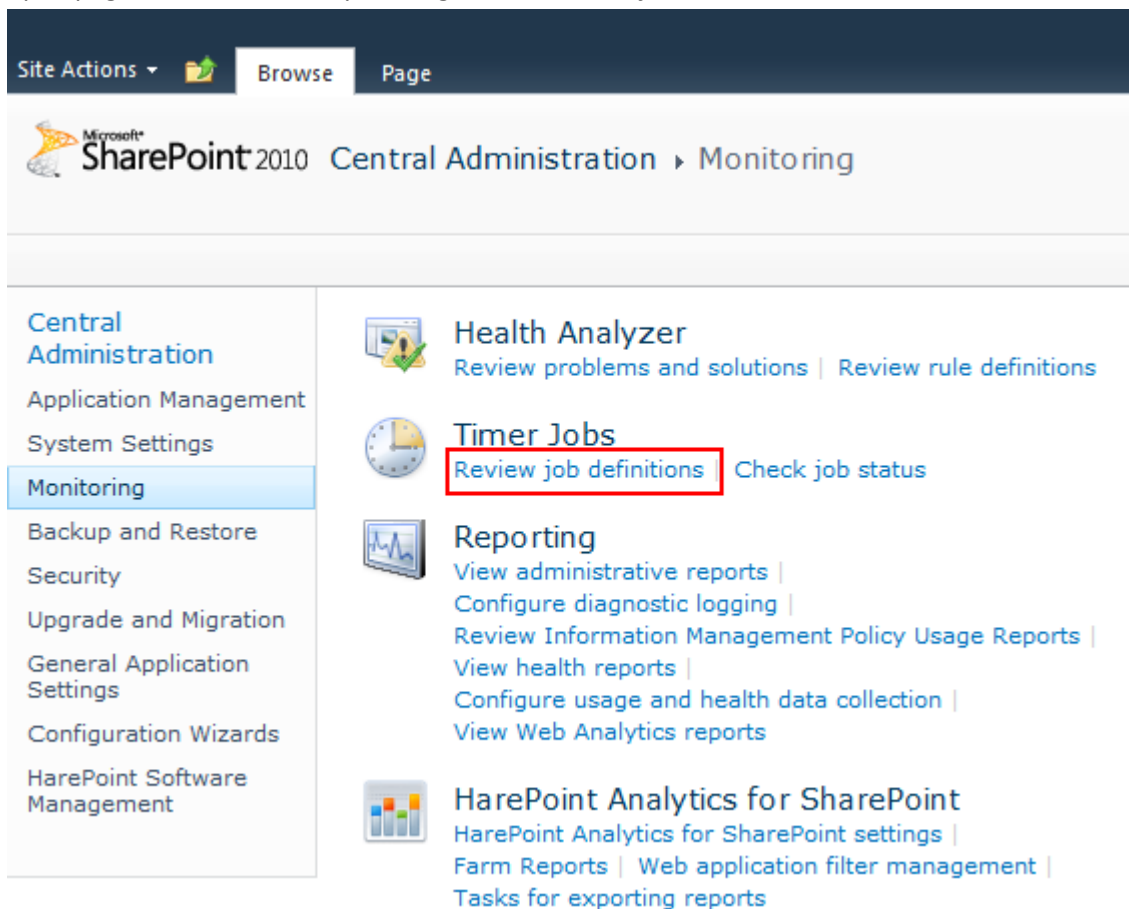 Site Actions Browse Page
Microsoft®
SharePoint 2010 Central Administration Monitoring
Central
Administration
Application Management
System Settings
Monitoring
Backup and Restore
Security
Upgrade and Migration
General Application
Settings
Configuration Wizards
HarePoint Software
Management
Health Analyzer
Review problems and solutions | Review rule definitions
Timer Jobs
Review job definitions | Check job status
Reporting
View administrative reports |
Configure diagnostic logging |
Review Information Management Policy Usage Reports |
View health reports |
Configure usage and health data collection |
View Web Analytics reports
HarePoint Analytics for SharePoint
HarePoint Analytics for SharePoint settings |
Farm Reports | Web application filter management |
Tasks for exporting reports